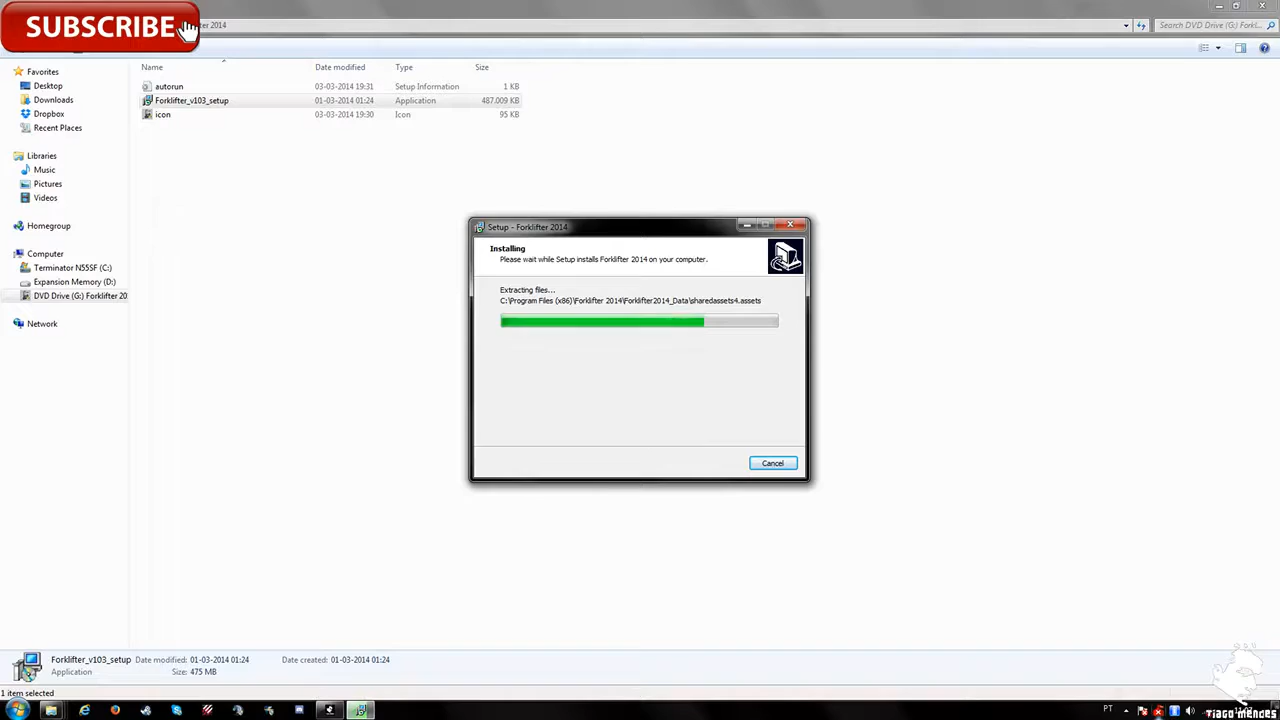 SUBSCRIBE
fter 2014
Search DVD Drive (G:) Forkl...
Name
Date modified
Type
Size
autorun
03-03-2014 19:31
Setup Information
1 KB
Forklifter_v103_setup
01-03-2014 01:24
Application
487.009 KB
icon
03-03-2014 19:30
Icon
95 KB
Favorites
Desktop
Downloads
Dropbox
Recent Places
Libraries
Music
Pictures
Videos
Homegroup
Computer
Terminator N55SF (C:)
Expansion Memory (D:)
DVD Drive (G:) Forklifter 20
Network
Setup - Forklifter 2014
Installing
Please wait while Setup installs Forklifter 2014 on your computer.
Extracting files...
C:\Program Files (x86)\Forklifter 2014\Forklifter2014_Data\sharedassets4.assets
Cancel
Forklifter_v103_setup
Date modified: 01-03-2014 01:24
Date created: 01-03-2014 01:24
Application
Size: 475 MB
1 item selected
PT
Tiago Mendes